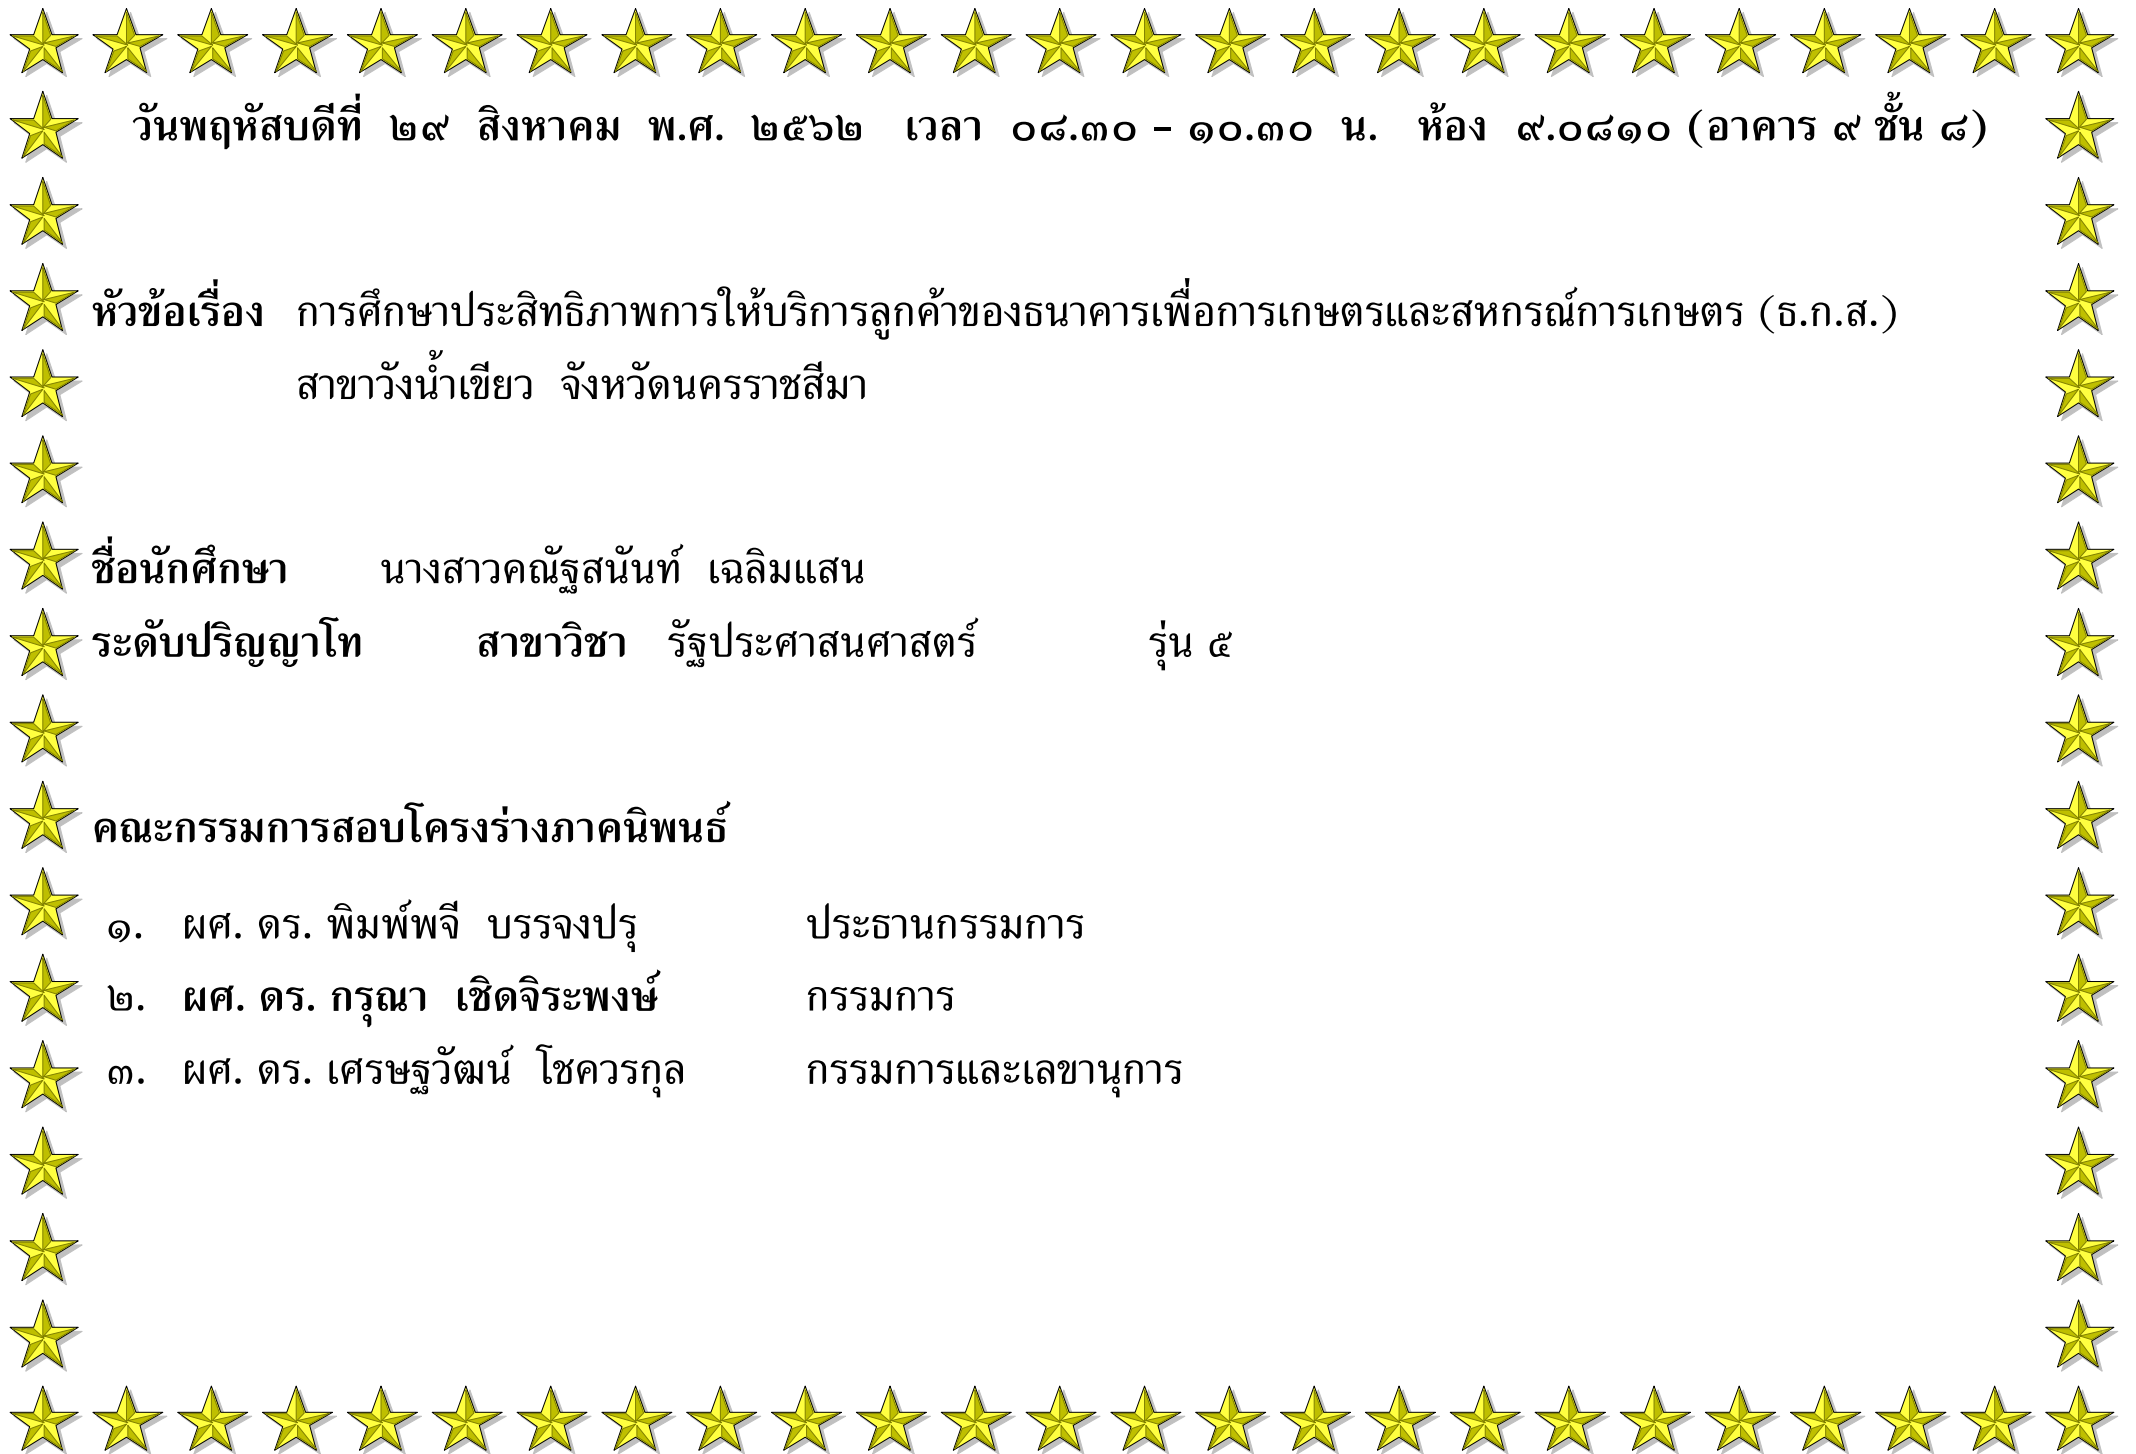 วันพฤหัสบดีที่ ๒๙ สิงหาคม พ.ศ. ๒๕๖๒ เวลา ๐๘.๓๐ – ๑๐.๓๐ น. ห้อง ๙.๐๘๑๐ (อาคาร ๙ ชั้น ๘)
หัวข้อเรื่อง การศึกษาประสิทธิภาพการให้บริการลูกค้าของธนาคารเพื่อการเกษตรและสหกรณ์การเกษตร (ธ.ก.ส.)
สาขาวังน้ำเขียว จังหวัดนครราชสีมา
ชื่อนักศึกษา นางสาวคณัฐสนันท์ เฉลิมแสน
ระดับปริญญาโท สาขาวิชา รัฐประศาสนศาสตร์ รุ่น ๕
คณะกรรมการสอบโครงร่างภาคนิพนธ์
๑. ผศ. ดร. พิมพ์พจี บรรจงปรุ ประธานกรรมการ
๒. ผศ. ดร. กรุณา เชิดจิระพงษ์ กรรมการ
๓. ผศ. ดร. เศรษฐวัฒน์ โชควรกุล กรรมการและเลขานุการ